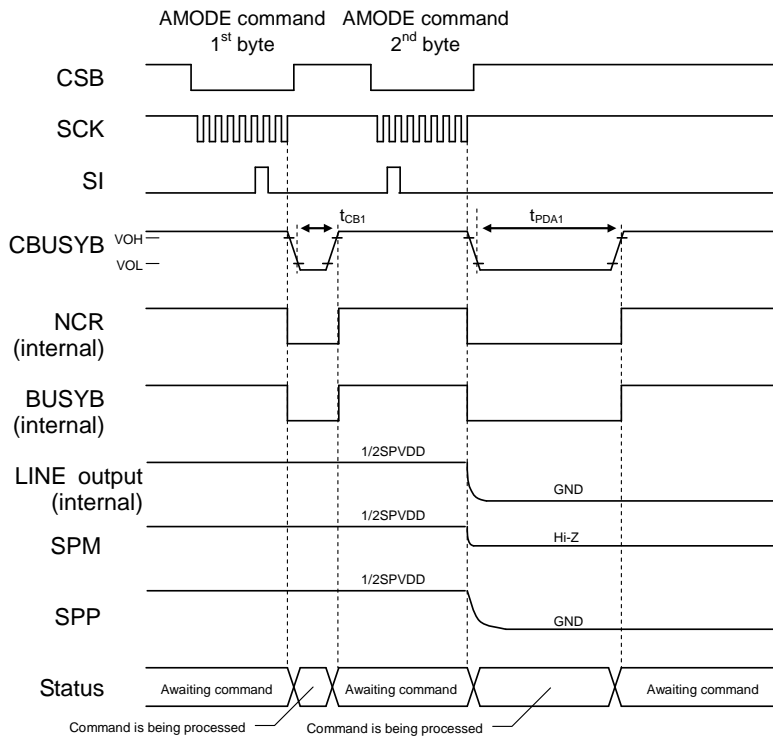 AMODE command
1st byte
AMODE command
2nd byte
CSB
SCK
SI
tCB1
tPDA1
CBUSYB
VOH
VOL
NCR
(internal)
BUSYB
(internal)
LINE output
(internal)
1/2SPVDD
GND
SPM
1/2SPVDD
Hi-Z
SPP
1/2SPVDD
GND
Status
Awaiting command
Awaiting command
Awaiting command
Command is being processed
Command is being processed